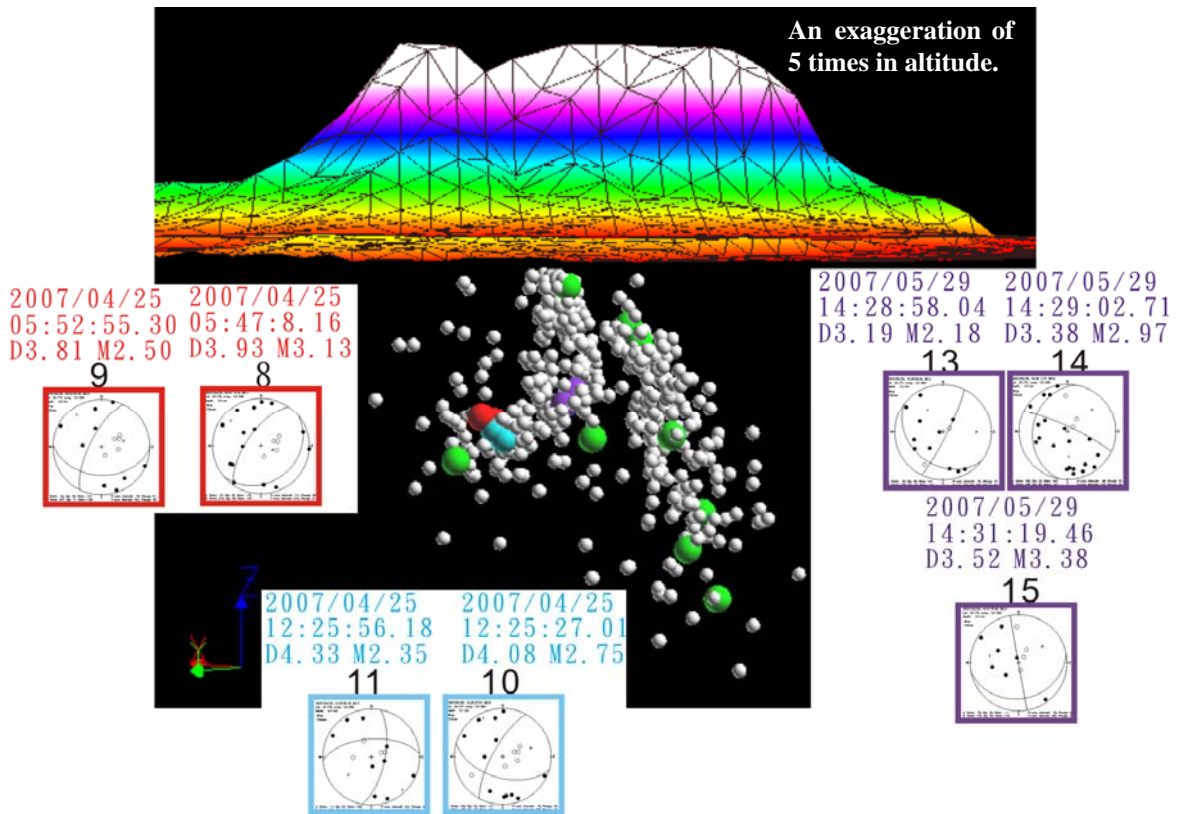 An exaggeration of
5 times in altitude.
2007/04/25
05:52:55.30
D3.81 M2.50
9
2007/04/25
05:47:8.16
D3.93 M3.13
8
2007/05/29
14:28:58.04
D3.19 M2.18
13
2007/05/29
14:29:02.71
D3.38 M2.97
14
2007/05/29
14:31:19.46
D3.52 M3.38
15
Z
Y
2007/04/25
12:25:56.18
D4.33 M2.35
11
2007/04/25
12:25:27.01
D4.08 M2.75
10